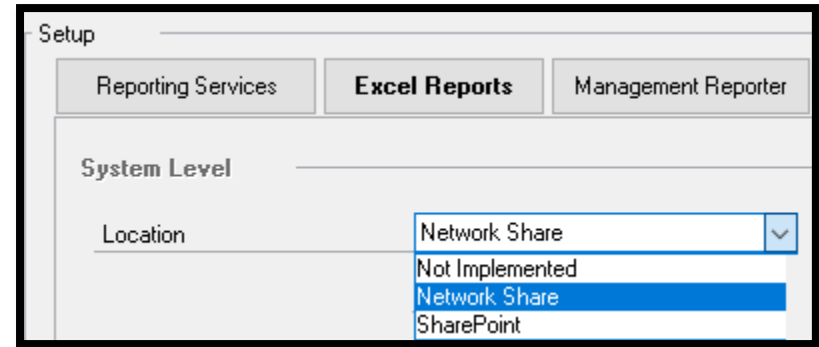 Setup
Reporting Services Excel Reports Management Reporter
System Level
Location Network Share
Not Implemented
Network Share
SharePoint